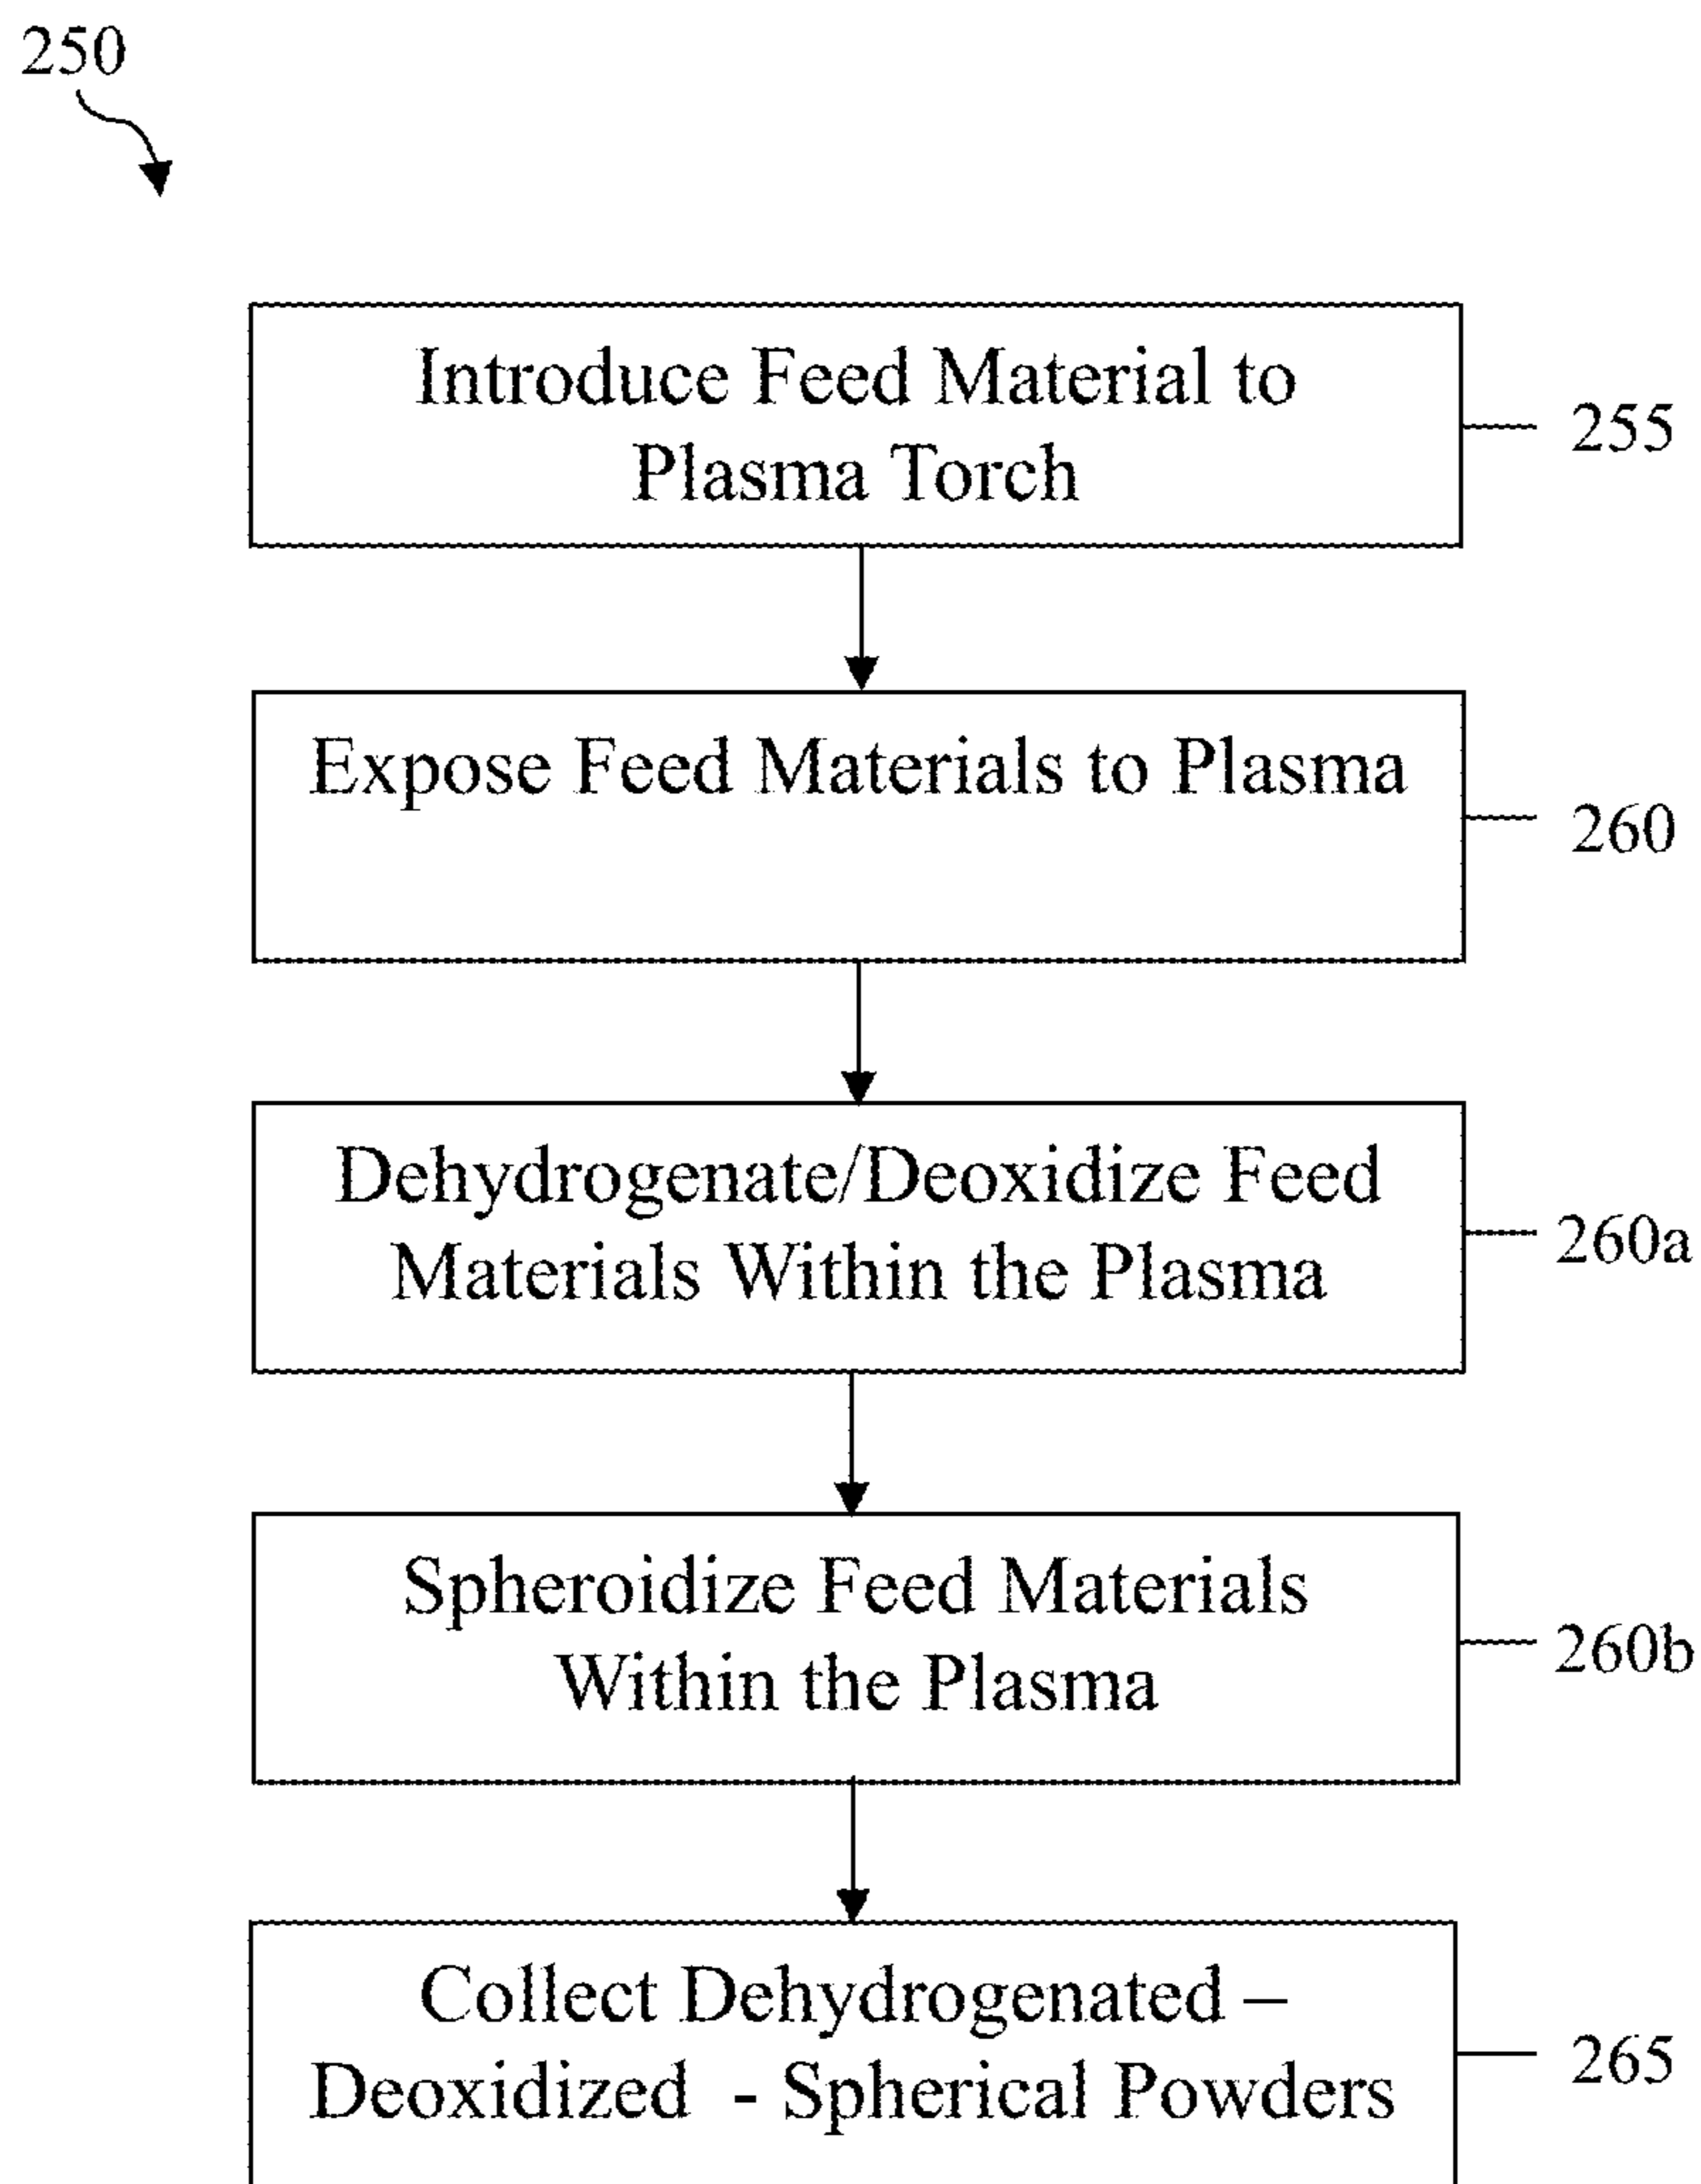 250
Introduce Feed Material to
Plasma Torch
255
Expose Feed Materials to Plasma
260
Dehydrogenate/Deoxidize Feed
Materials Within the Plasma
260a
Spheroidize Feed Materials
Within the Plasma
260b
Collect Dehydrogenated –
Deoxidized - Spherical Powders
265